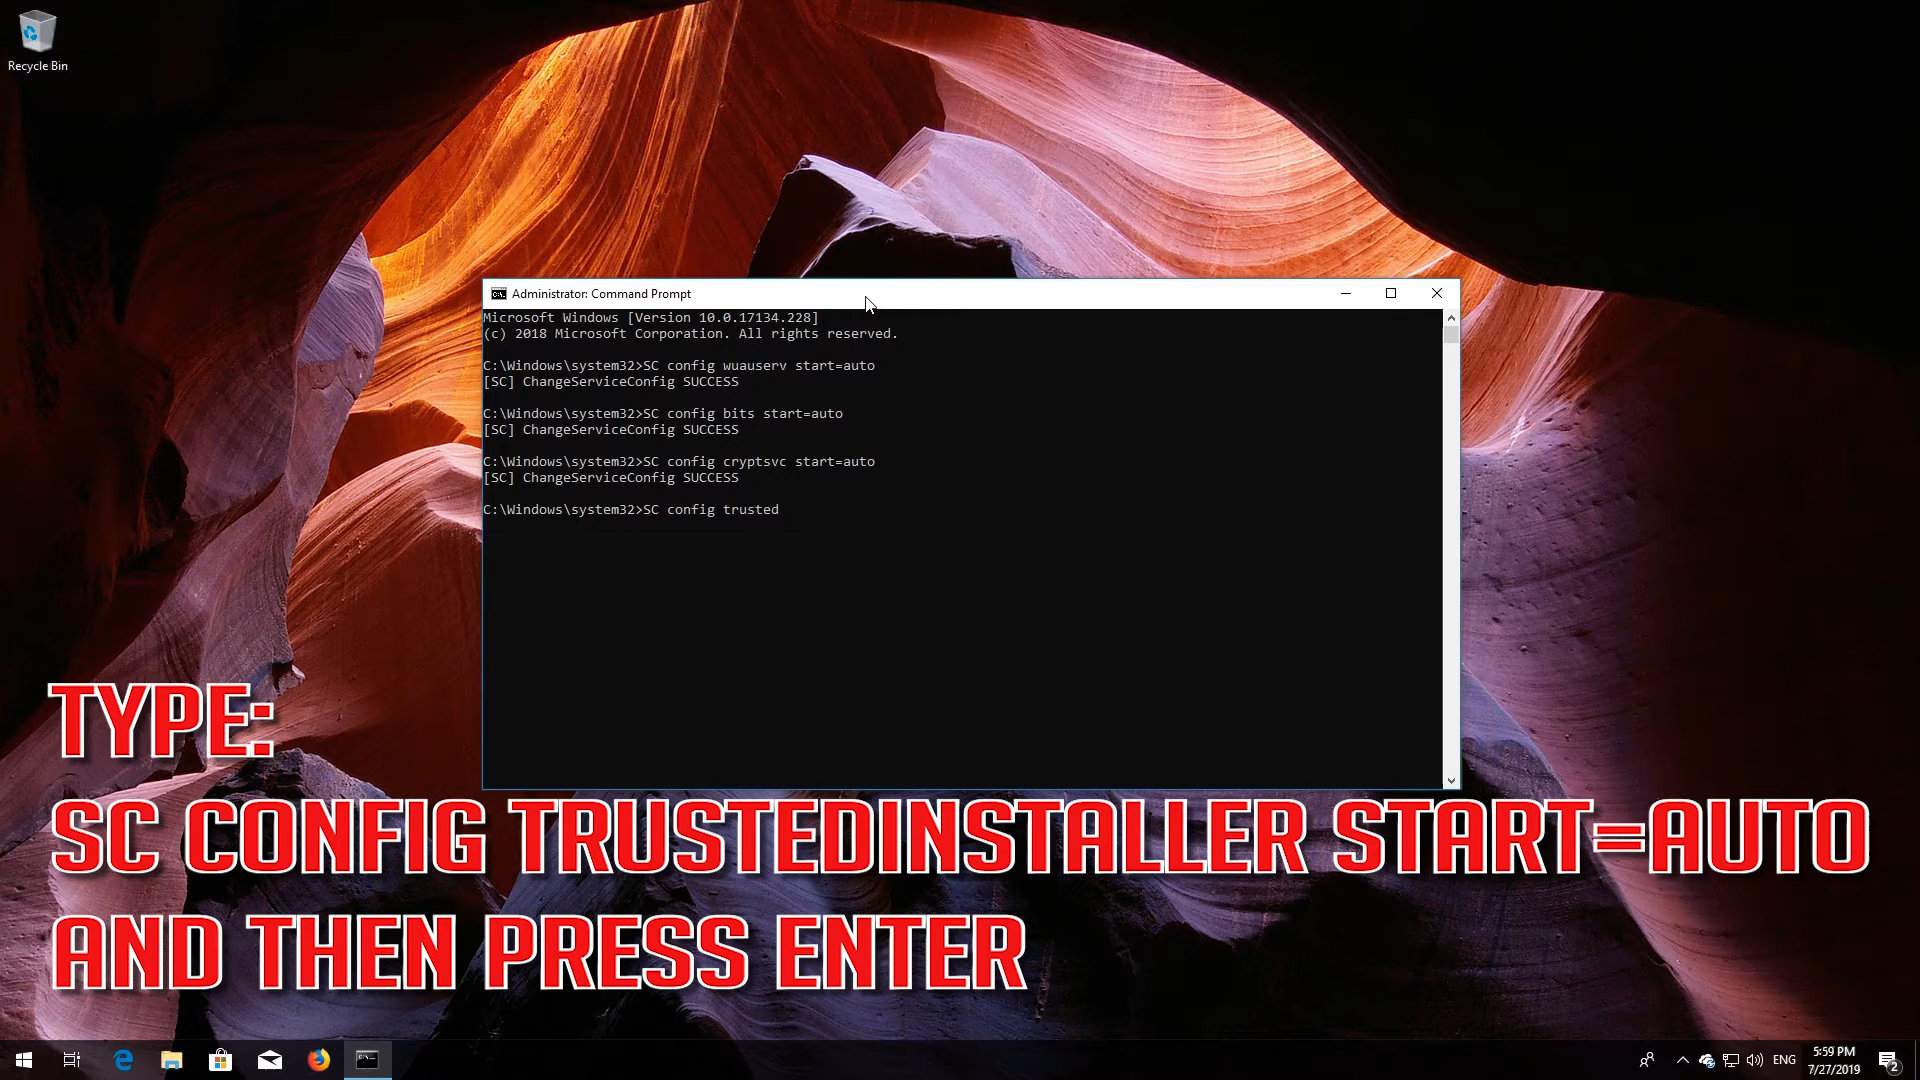 Recycle Bin
Administrator: Command Prompt
Microsoft Windows [Version 10.0.17134.228]
(c) 2018 Microsoft Corporation. All rights reserved.
C:\Windows\system32>SC config wuauserv start=auto
[SC] ChangeServiceConfig SUCCESS
C:\Windows\system32>SC config bits start=auto
[SC] ChangeServiceConfig SUCCESS
C:\Windows\system32>SC config cryptsvc start=auto
[SC] ChangeServiceConfig SUCCESS
C:\Windows\system32>SC config trusted
TYPE:
SC CONFIG TRUSTEDINSTALLER START=AUTO
AND THEN PRESS ENTER
ENG
5:59 PM
7/27/2019
2